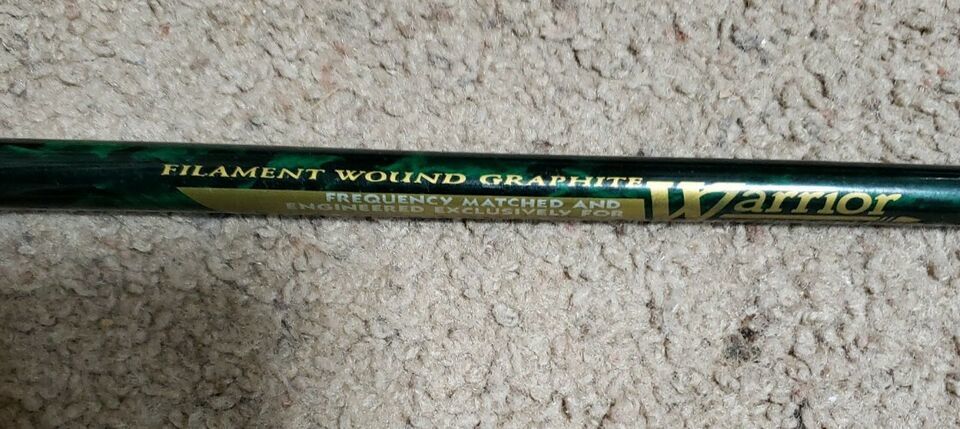 FILAMENT WOUND GRAPHITE
FREQUENCY MATCHED AND
ENGINEERED EXCLUSIVELY FOR
Warrior